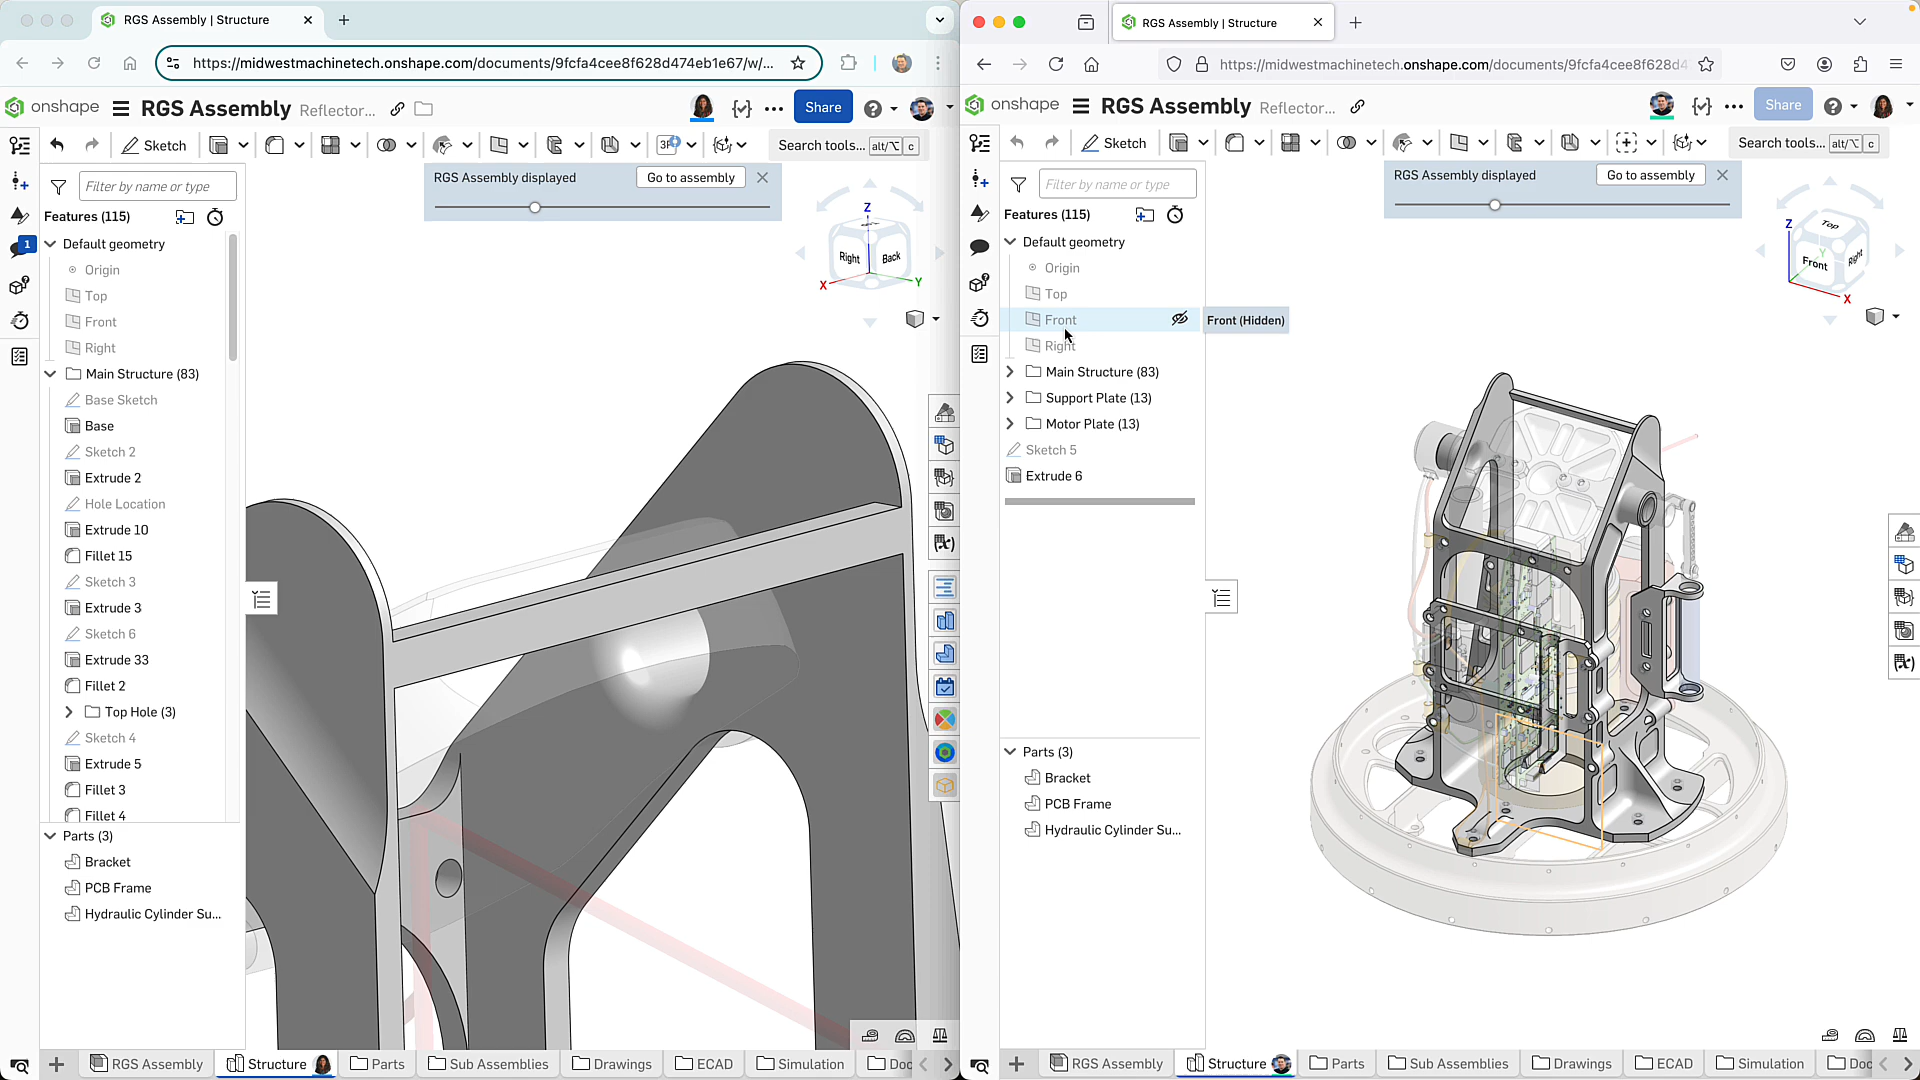 RGS Assembly | Structure
https://midwestmachinetech.onshape.com/documents/9fcfa4cee8f628d474eb1e67/w/...
onshape
RGS Assembly
Reflector...
Share
Sketch
3P
Search tools...
alt/⌥
c
Filter by name or type
RGS Assembly displayed
Go to assembly
Features (115)
1
Default geometry
Origin
Top
Front
Right
Main Structure (83)
Base Sketch
Base
Sketch 2
Extrude 2
Hole Location
Extrude 10
Fillet 15
Sketch 3
Extrude 3
Sketch 6
Extrude 33
Fillet 2
Top Hole (3)
Sketch 4
Extrude 5
Fillet 3
Fillet 4
Parts (3)
Bracket
PCB Frame
Hydraulic Cylinder Su...
Z
Right
Back
X
Y
RGS Assembly
Structure
Parts
Sub Assemblies
Drawings
ECAD
Simulation
Doc
RGS Assembly | Structure
https://midwestmachinetech.onshape.com/documents/9fcfa4cee8f628d4
onshape
RGS Assembly
Reflector...
Share
Sketch
Search tools...
alt/⌥
c
Filter by name or type
RGS Assembly displayed
Go to assembly
Features (115)
Default geometry
Origin
Top
Front
Front (Hidden)
Right
Main Structure (83)
Support Plate (13)
Motor Plate (13)
Sketch 5
Extrude 6
Parts (3)
Bracket
PCB Frame
Hydraulic Cylinder Su...
Z
Top
Y
Front
Right
X
RGS Assembly
Structure
Parts
Sub Assemblies
Drawings
ECAD
Simulation
Doc